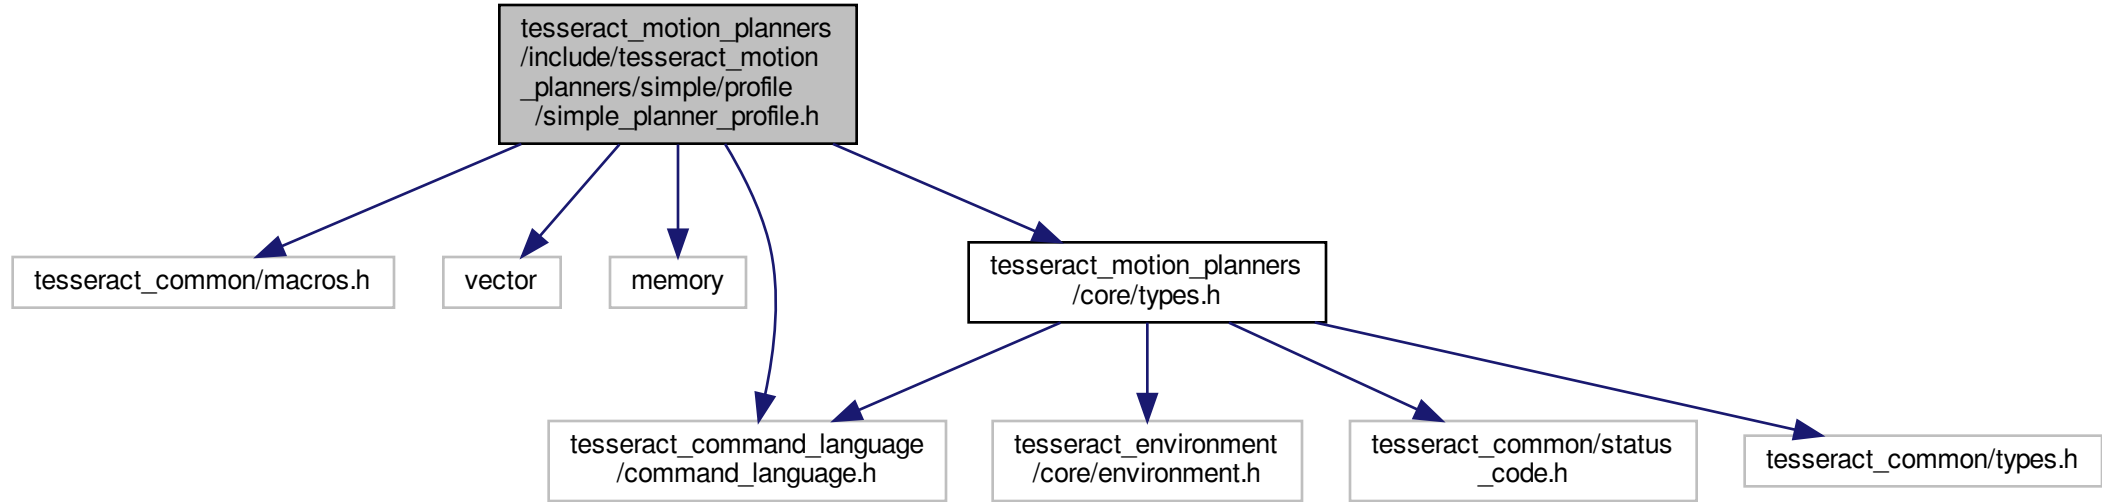 tesseract_motion_planners
/include/tesseract_motion
_planners/simple/profile
/simple_planner_profile.h
tesseract_common/macros.h
vector
memory
tesseract_motion_planners
/core/types.h
tesseract_command_language
/command_language.h
tesseract_environment
/core/environment.h
tesseract_common/status
_code.h
tesseract_common/types.h